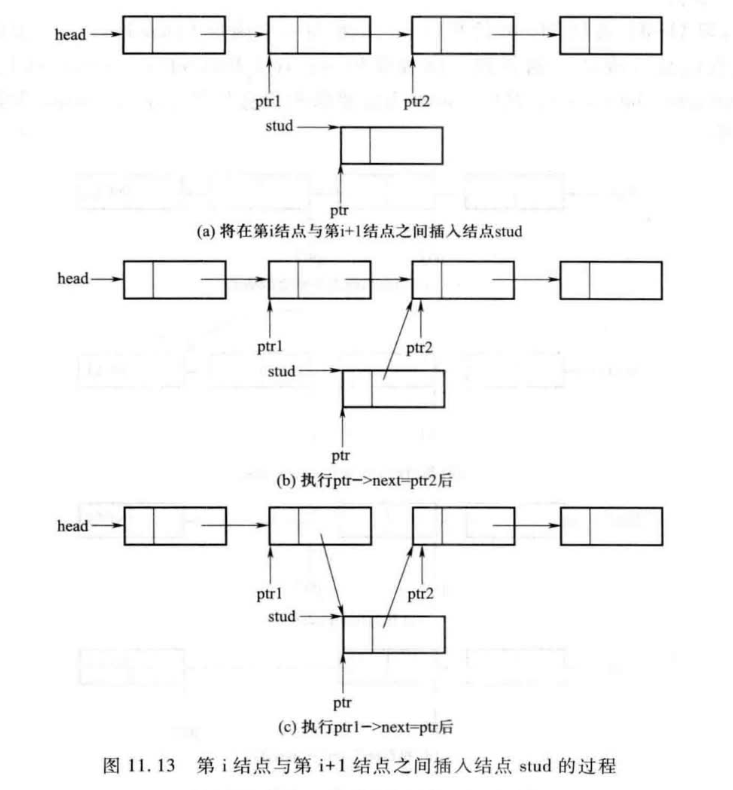 head
ptr1
ptr2
stud
ptr
(a) 将在第i结点与第i+1结点之间插入结点stud
head
ptr1
ptr2
stud
ptr
(b) 执行ptr—>next=ptr2后
head
ptr1
ptr2
stud
ptr
(c) 执行ptr1—>next=ptr后
图 11.13 第 i 结点与第 i+1 结点之间插入结点 stud 的过程